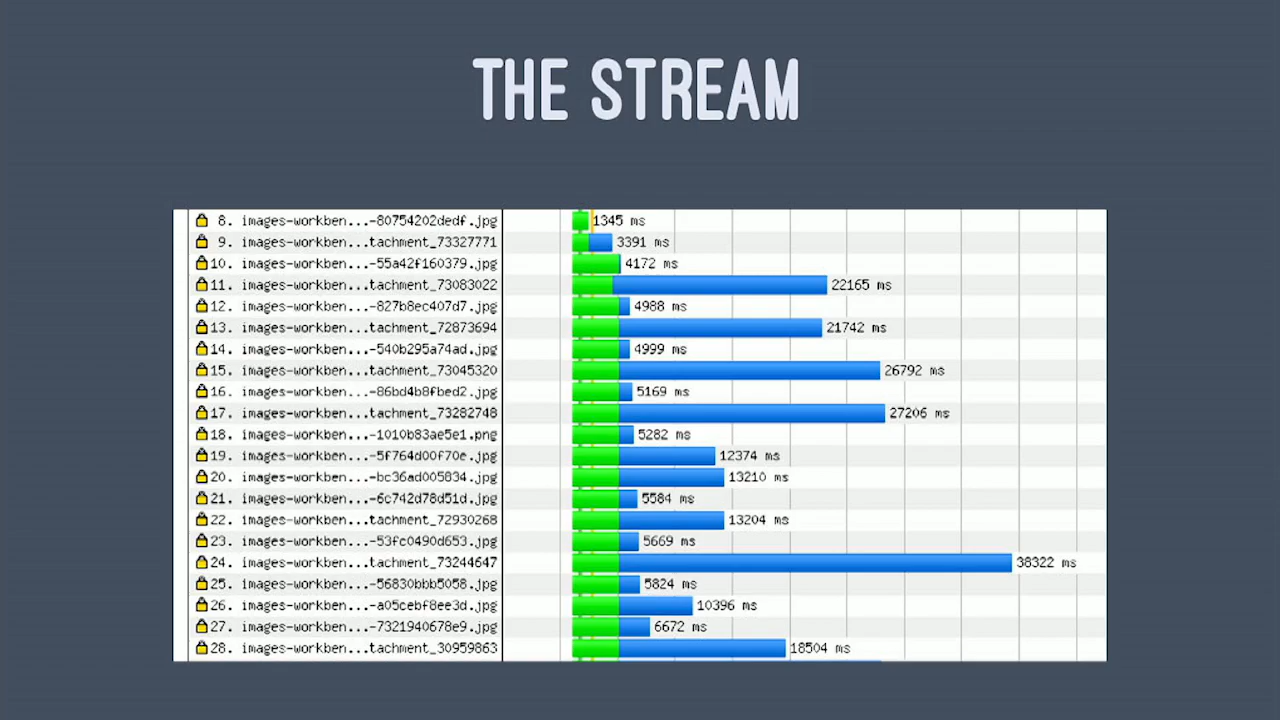 THE STREAM
8. images-workben...-80754202dedf.jpg 1345 ms
9. images-workben...tachment_73327771 3391 ms
10. images-workben...-55a42f160379.jpg 4172 ms
11. images-workben...tachment_73083022 22165 ms
12. images-workben...-827b8ec407d7.jpg 4988 ms
13. images-workben...tachment_72873694 21742 ms
14. images-workben...-540b295a74ad.jpg 4999 ms
15. images-workben...tachment_73045320 26792 ms
16. images-workben...-86bd4b8fbed2.jpg 5169 ms
17. images-workben...tachment_73282748 27206 ms
18. images-workben...-1010b83ae5e1.png 5282 ms
19. images-workben...-5f764d00f70e.jpg 12374 ms
20. images-workben...-bc36ad005834.jpg 13210 ms
21. images-workben...-6c742d78d51d.jpg 5584 ms
22. images-workben...tachment_72930268 13204 ms
23. images-workben...-53fc0490d653.jpg 5669 ms
24. images-workben...tachment_73244647 38322 ms
25. images-workben...-56830bbb5058.jpg 5824 ms
26. images-workben...-a05cebf8ee3d.jpg 10396 ms
27. images-workben...-7321940678e9.jpg 6672 ms
28. images-workben...tachment_30959863 18504 ms